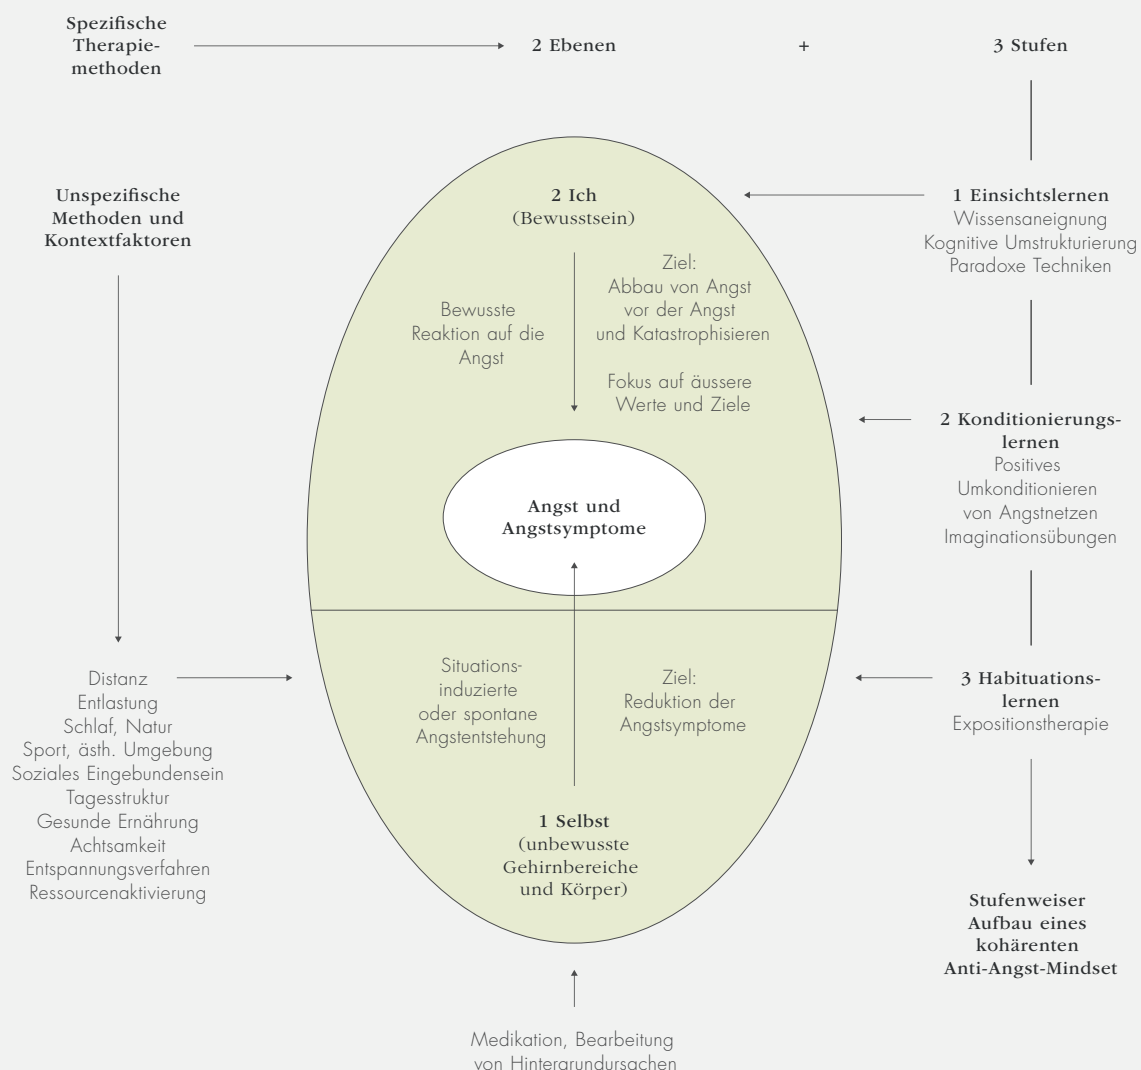 Spezifische
Therapie-
methoden
2 Ebenen
+
3 Stufen
Unspezifische
Methoden und
Kontextfaktoren
2 Ich
(Bewusstsein)
Bewusste
Reaktion auf die
Angst
Ziel:
Abbau von Angst
vor der Angst
und Katastrophisieren
Fokus auf äussere
Werte und Ziele
1 Einsichtslernen
Wissensaneignung
Kognitive Umstrukturierung
Paradoxe Techniken
2 Konditionierungs-
lernen
Positives
Umkonditionieren
von Angstnetzen
Imaginationsübungen
Angst und
Angstsymptome
Distanz
Entlastung
Schlaf, Natur
Sport, ästh. Umgebung
Soziales Eingebundensein
Tagesstruktur
Gesunde Ernährung
Achtsamkeit
Entspannungsverfahren
Ressourcenaktivierung
Situations-
induzierte
oder spontane
Angstentstehung
Ziel:
Reduktion der
Angstsymptome
3 Habituations-
lernen
Expositionstherapie
1 Selbst
(unbewusste
Gehirnbereiche
und Körper)
Stufenweiser
Aufbau eines
kohärenten
Anti-Angst-Mindset
Medikation, Bearbeitung
von Hintergrundursachen